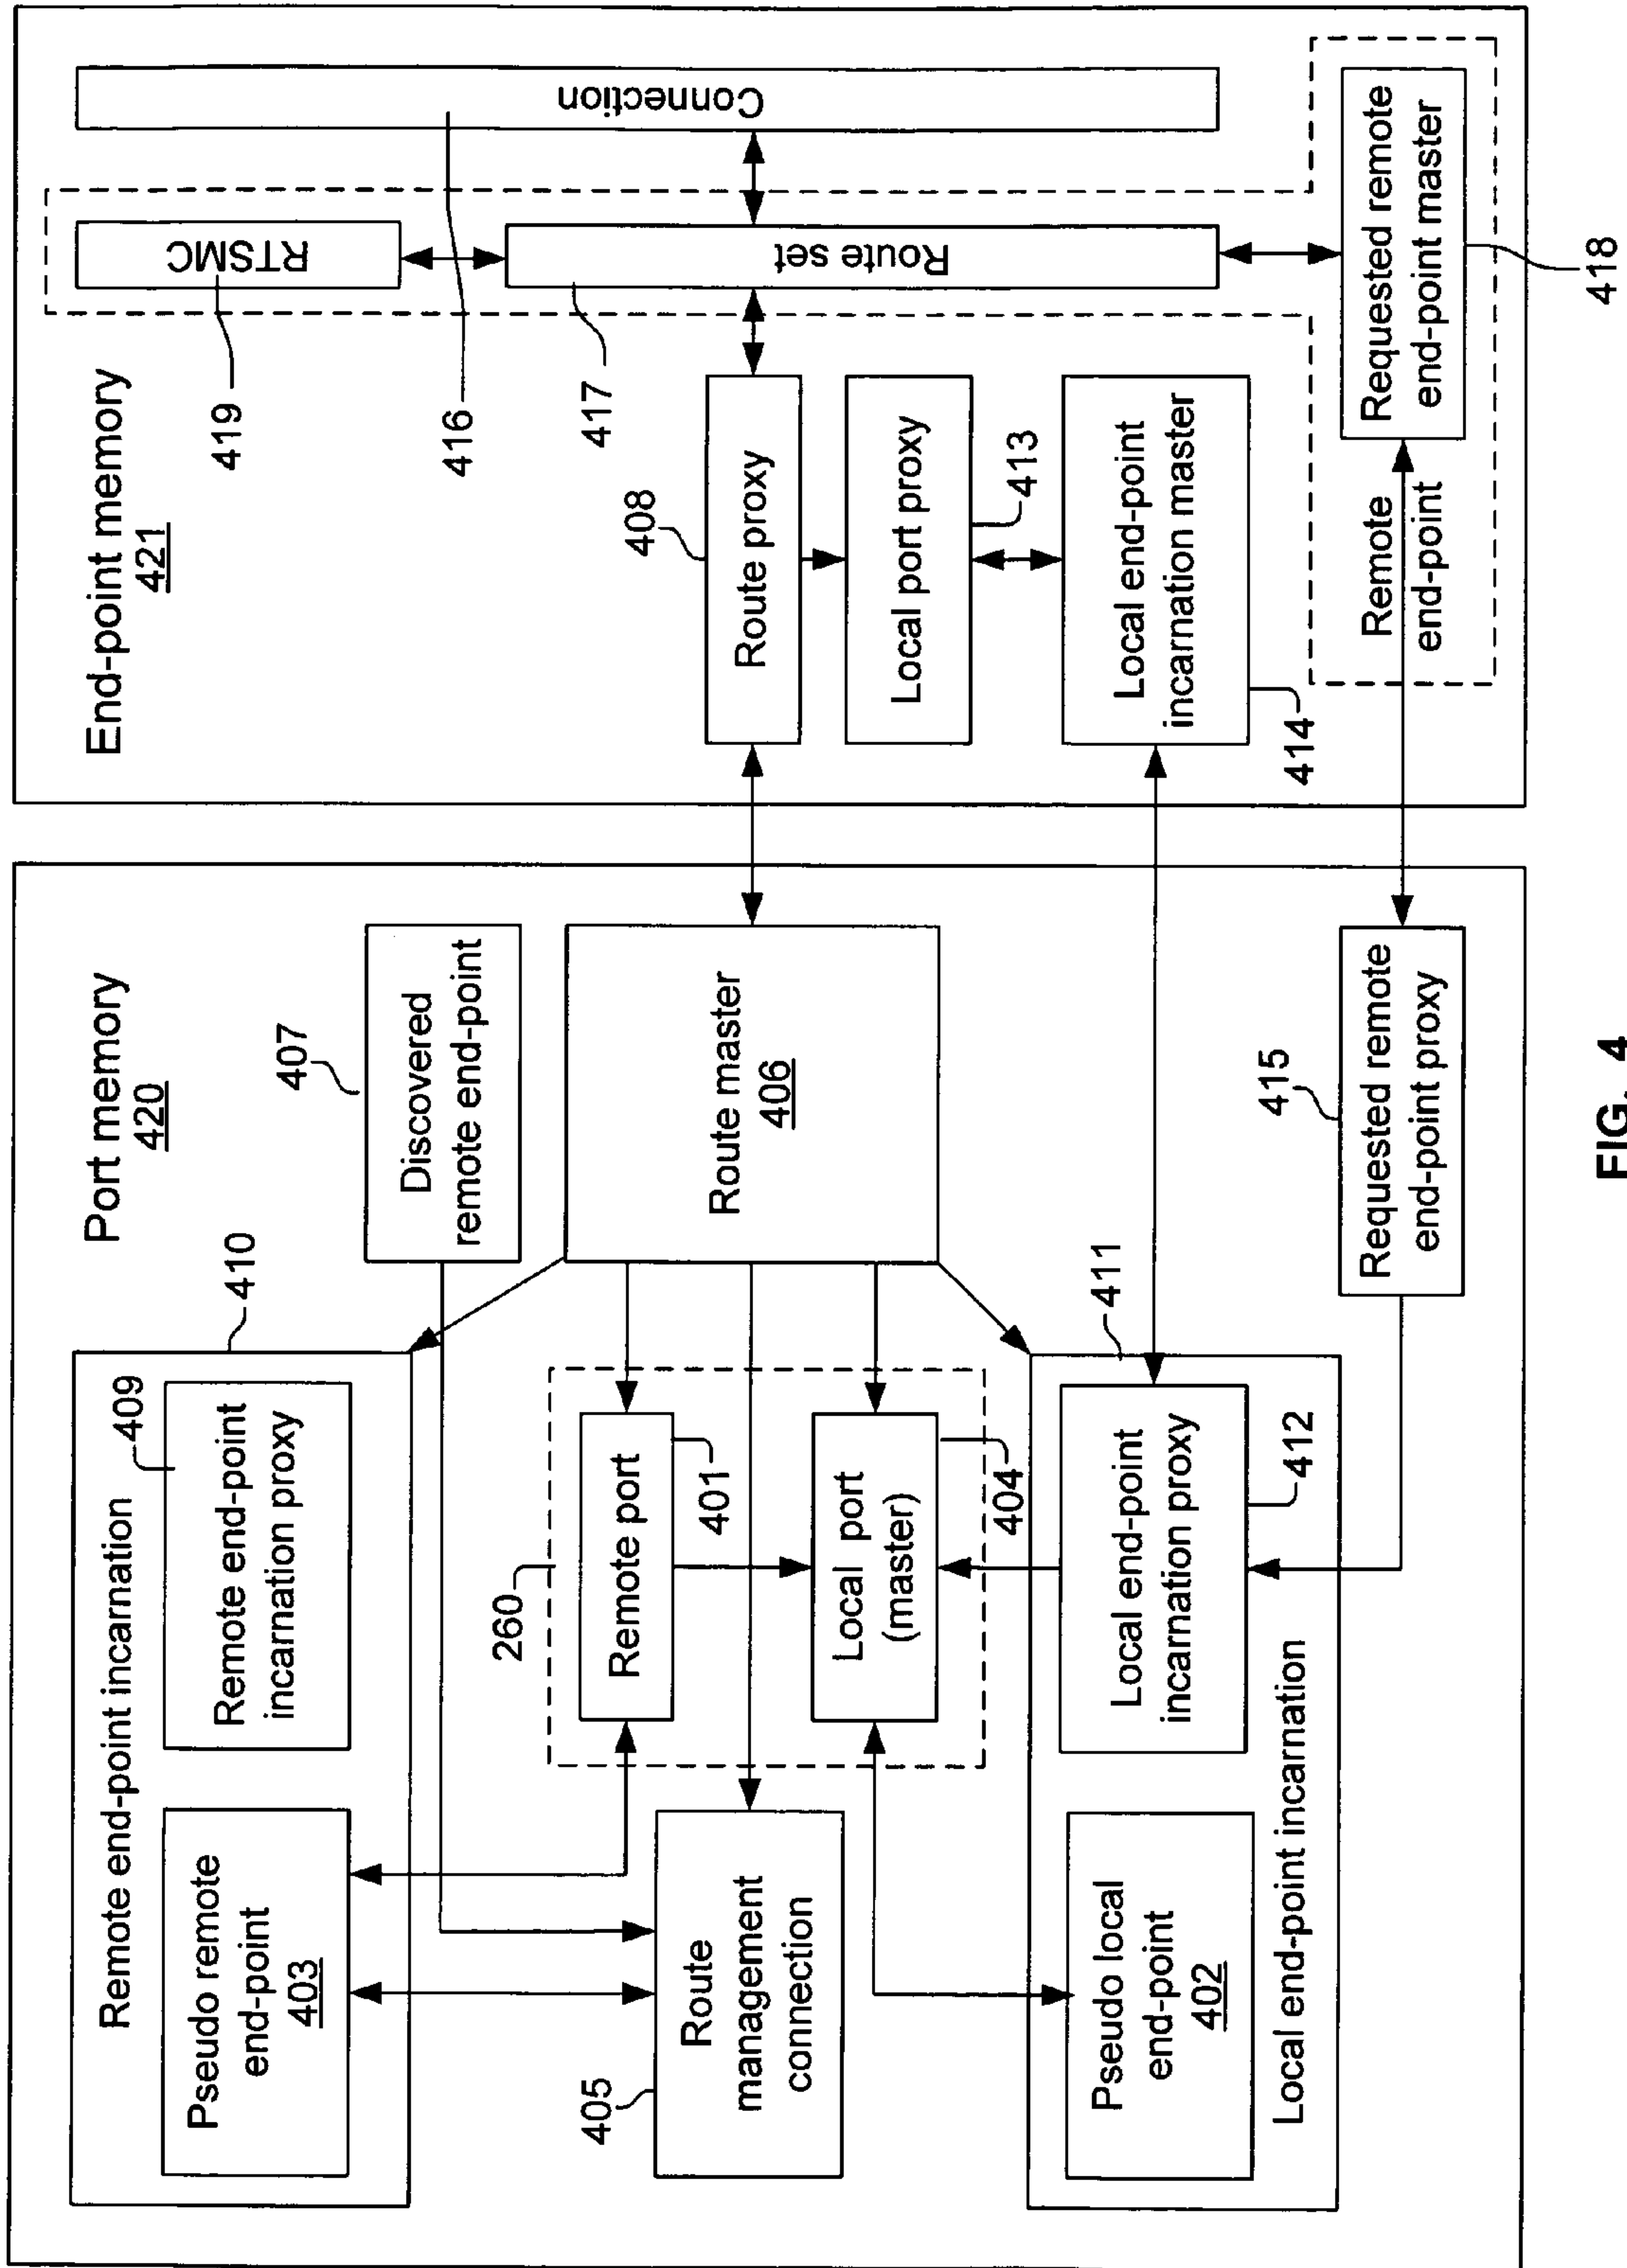 Port memory
420
End-point memory
421
Remote end-point incarnation
410
Pseudo remote
end-point
403
409
Remote end-point
incarnation proxy
407
Discovered
remote end-point
405
Route
management
connection
260
Remote port
401
Local port
(master)
404
Route master
406
411
Pseudo local
end-point
402
Local end-point
incarnation proxy
412
Local end-point incarnation
415
Requested remote
end-point proxy
408
Route proxy
Local port proxy
413
Local end-point
incarnation master
414
419
RTSMC
416
Connection
417
Route set
Remote
end-point
Requested remote
end-point master
418
FIG. 4